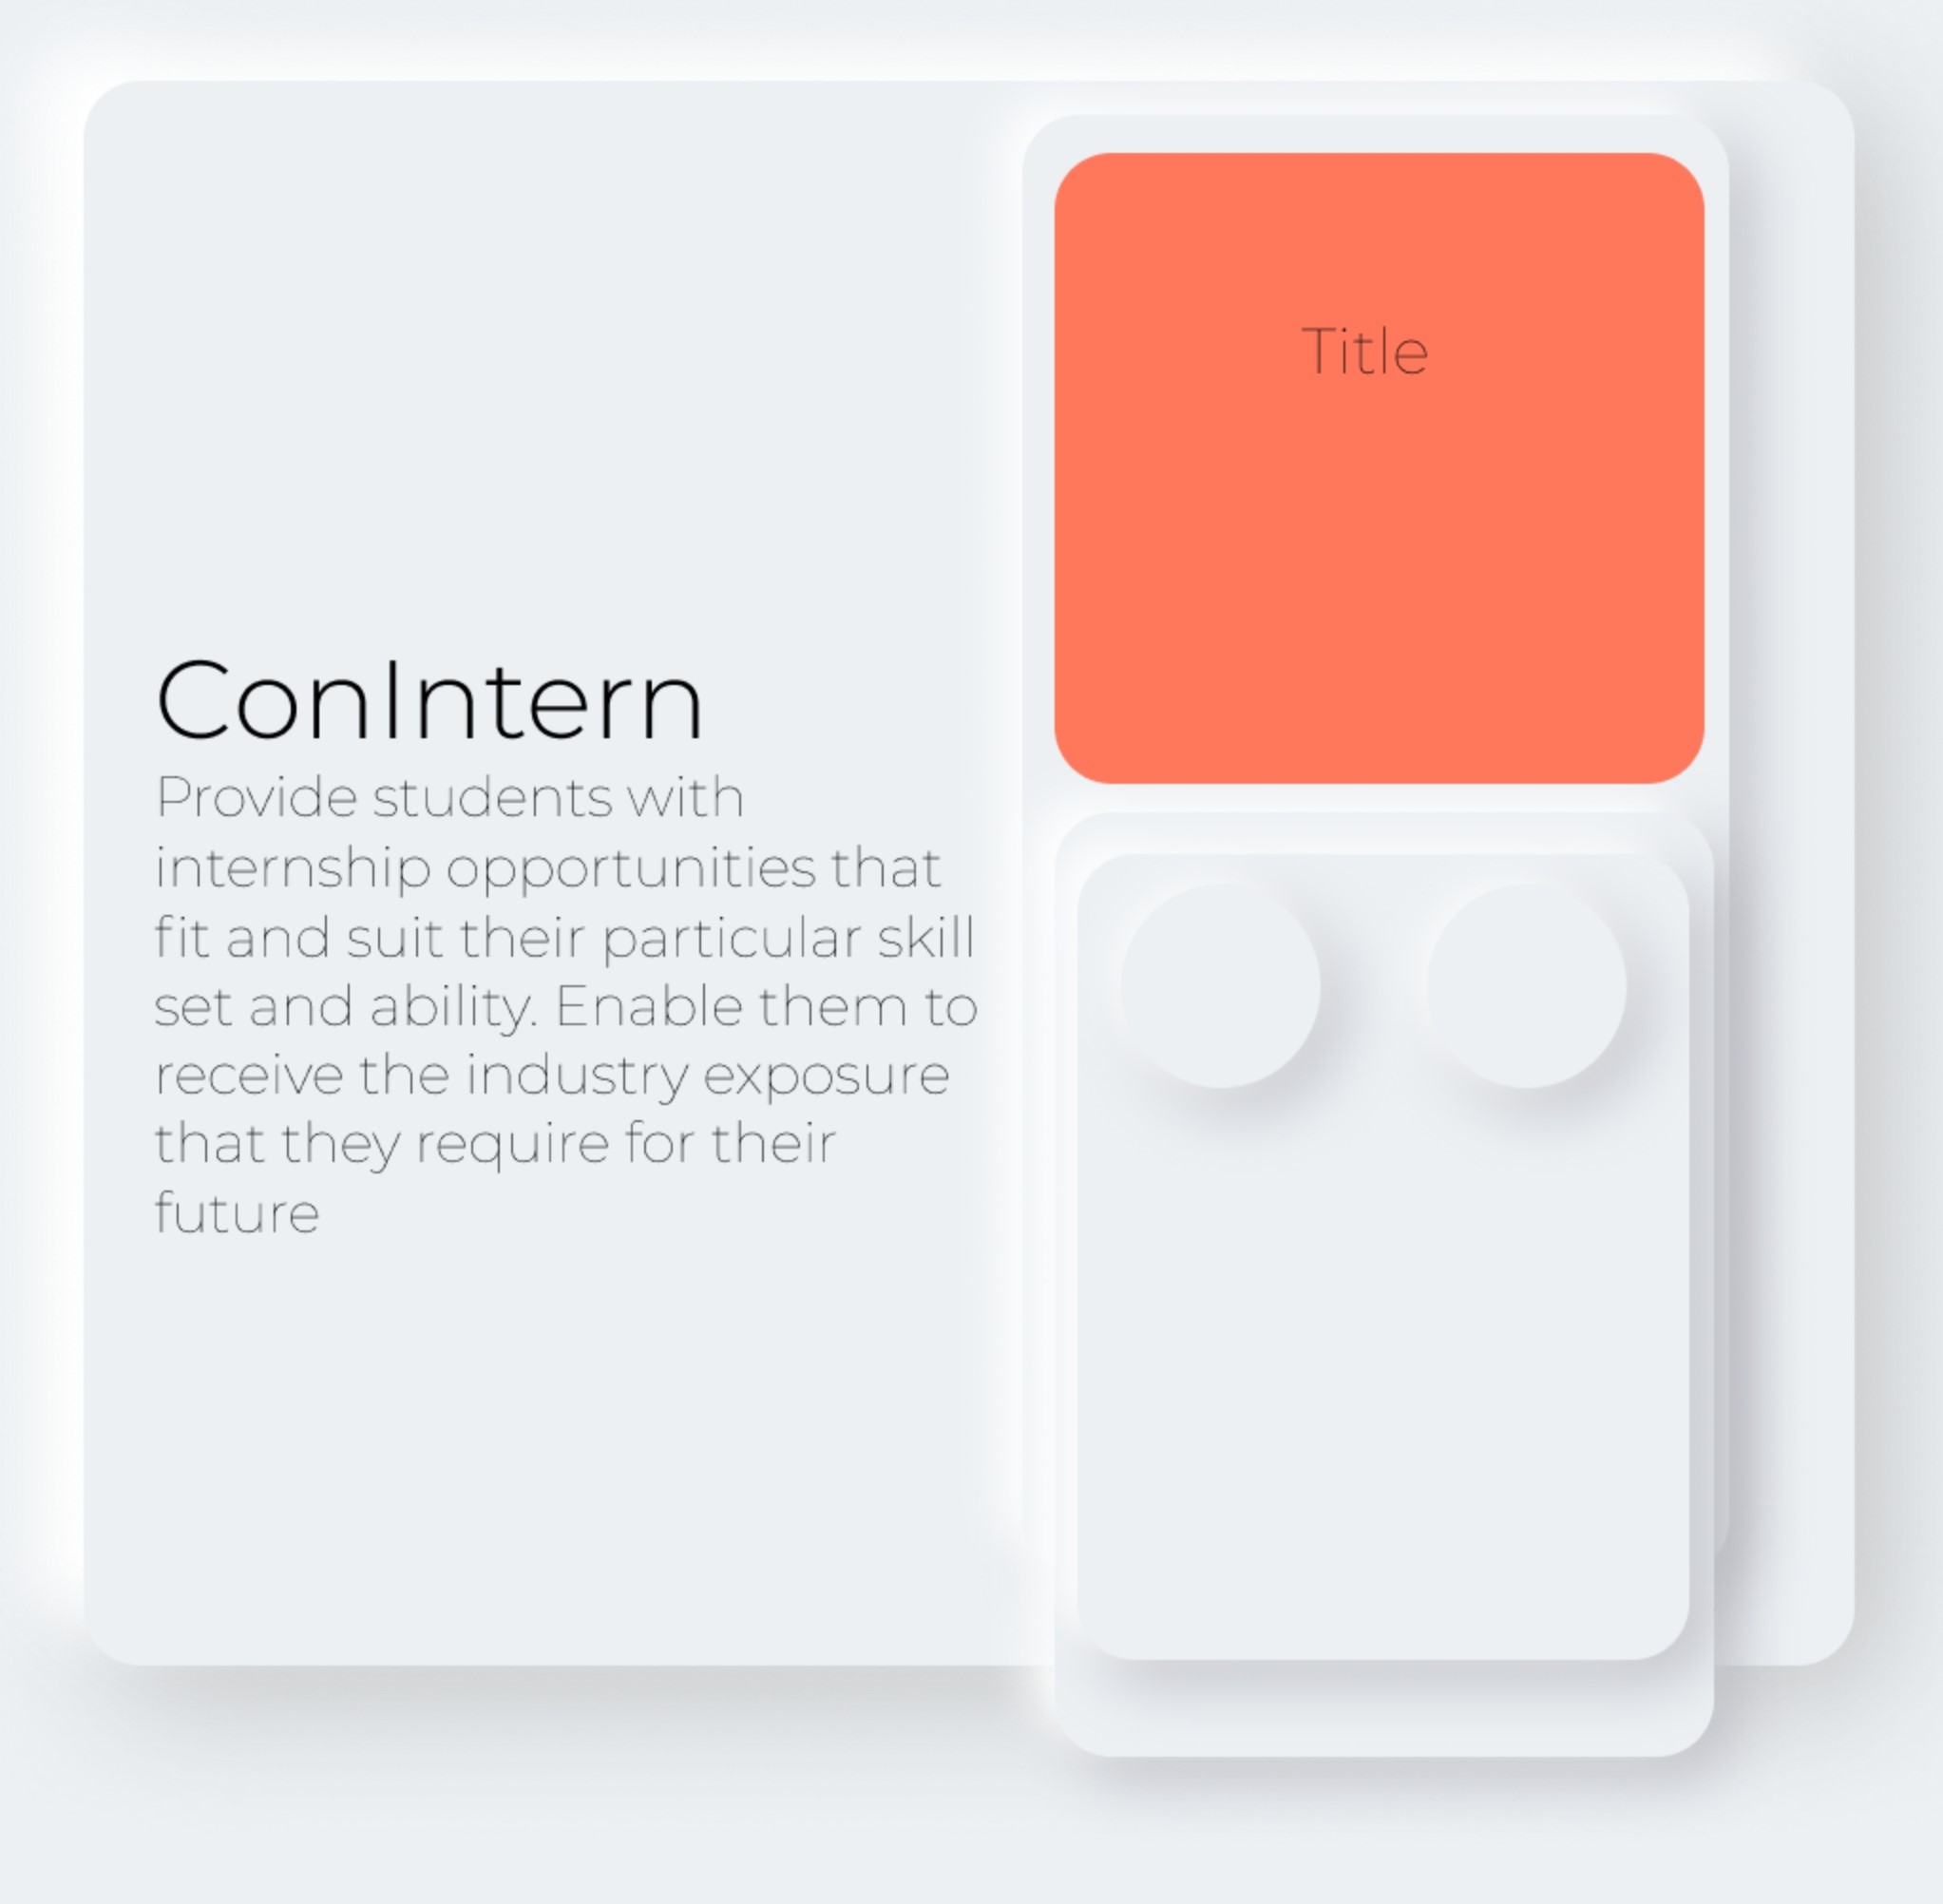 ConIntern
Provide students with
internship opportunities that
fit and suit their particular skill
set and ability. Enable them to
receive the industry exposure
that they require for their
future
Title